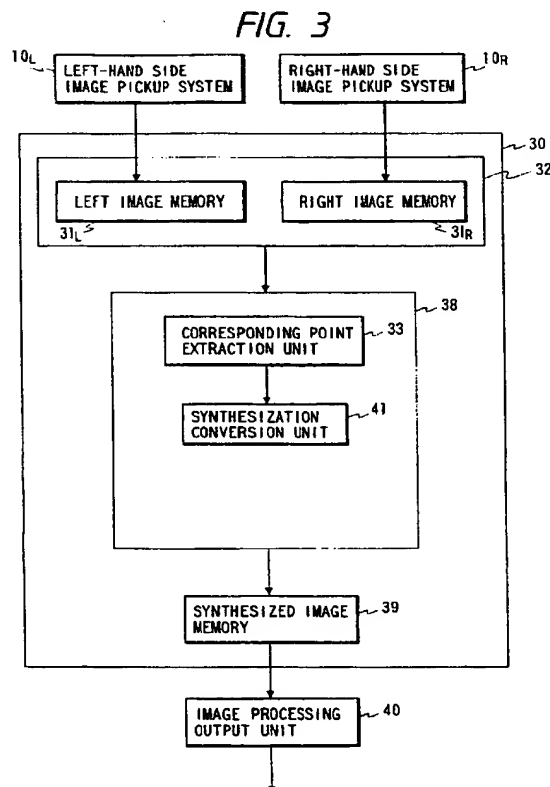 FIG. 3
10L
LEFT-HAND SIDE
IMAGE PICKUP SYSTEM
RIGHT-HAND SIDE
IMAGE PICKUP SYSTEM
10R
30
32
LEFT IMAGE MEMORY
RIGHT IMAGE MEMORY
31L
31R
38
CORRESPONDING POINT
EXTRACTION UNIT
33
SYNTHESIZATION
CONVERSION UNIT
41
SYNTHESIZED IMAGE
MEMORY
39
IMAGE PROCESSING
OUTPUT UNIT
40